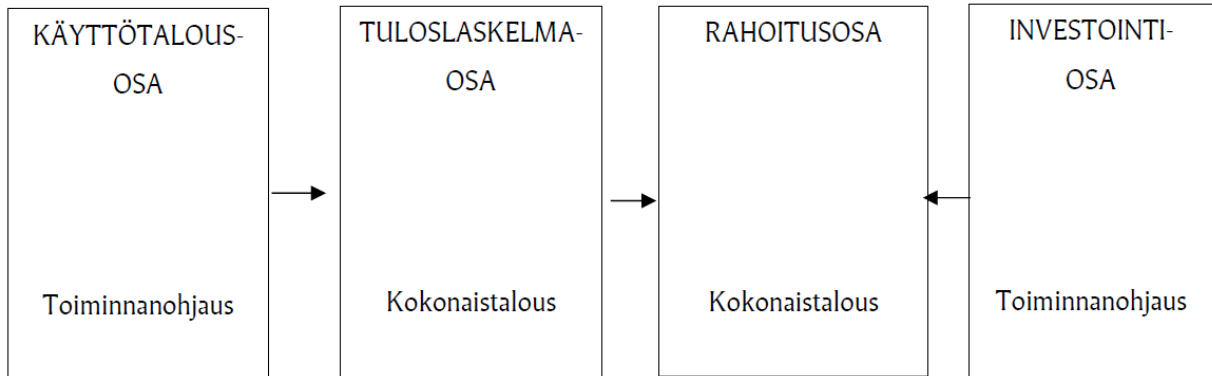 KÄYTTÖTALOUS-
OSA
Toiminnanohjaus
TULOSLASKELMA-
OSA
Kokonaistalous
RAHOITUSOSA
Kokonaistalous
INVESTOINTI-
OSA
Toiminnanohjaus